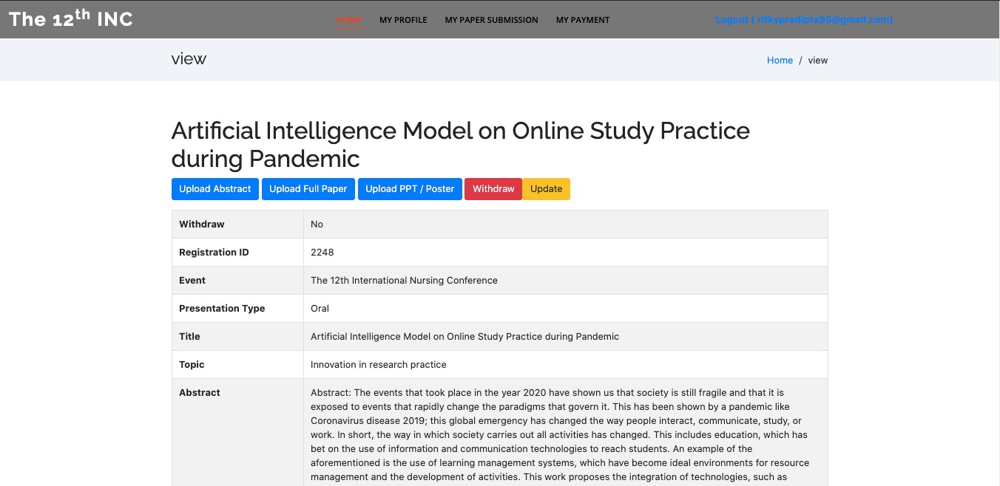 The 12th INC
HOME MY PROFILE MY PAPER SUBMISSION MY PAYMENT Logout ( rifkypradipta95@gmail.com)
view Home / view
Artificial Intelligence Model on Online Study Practice
during Pandemic
Upload Abstract Upload Full Paper Upload PPT / Poster Withdraw Update
Withdraw No
Registration ID 2248
Event The 12th International Nursing Conference
Presentation Type Oral
Title Artificial Intelligence Model on Online Study Practice during Pandemic
Topic Innovation in research practice
Abstract Abstract: The events that took place in the year 2020 have shown us that society is still fragile and that it is
exposed to events that rapidly change the paradigms that govern it. This has been shown by a pandemic like
Coronavirus disease 2019; this global emergency has changed the way people interact, communicate, study, or
work. In short, the way in which society carries out all activities has changed. This includes education, which has
bet on the use of information and communication technologies to reach students. An example of the
aforementioned is the use of learning management systems, which have become ideal environments for resource
management and the development of activities. This work proposes the integration of technologies, such as